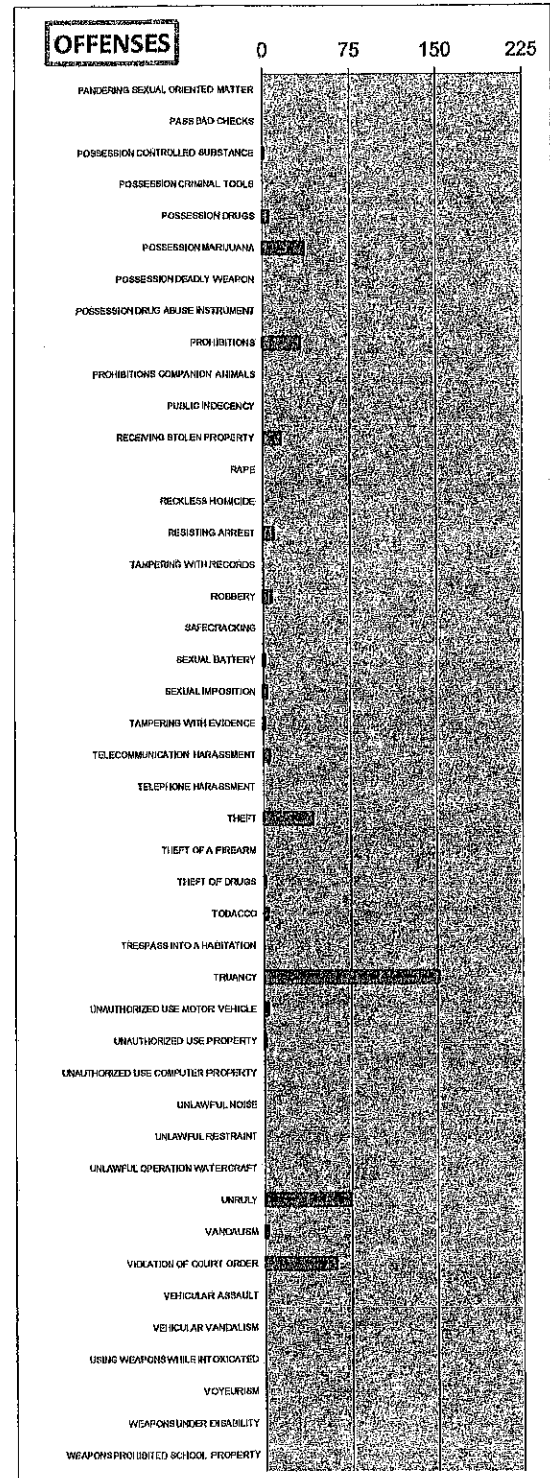 OFFENSES
0 75 150 225
PANDERING SEXUAL ORIENTED MATTER
PASS BAD CHECKS
POSSESSION CONTROLLED SUBSTANCE
POSSESSION CRIMINAL TOOLS
POSSESSION DRUGS
POSSESSION MARIJUANA
POSSESSION DEADLY WEAPON
POSSESSION DRUG ABUSE INSTRUMENT
PROHIBITIONS
PROHIBITIONS COMPANION ANIMALS
PUBLIC INDECENCY
RECEIVING STOLEN PROPERTY
RAPE
RECKLESS HOMICIDE
RESISTING ARREST
TAMPERING WITH RECORDS
ROBBERY
SAFECRACKING
SEXUAL BATTERY
SEXUAL IMPOSITION
TAMPERING WITH EVIDENCE
TELECOMMUNICATION HARASSMENT
TELEPHONE HARASSMENT
THEFT
THEFT OF A FIREARM
THEFT OF DRUGS
TOBACCO
TRESPASS INTO A HABITATION
TRUANCY
UNAUTHORIZED USE MOTOR VEHICLE
UNAUTHORIZED USE PROPERTY
UNAUTHORIZED USE COMPUTER PROPERTY
UNLAWFUL NOISE
UNLAWFUL RESTRAINT
UNLAWFUL OPERATION WATERCRAFT
UNRULY
VANDALISM
VIOLATION OF COURT ORDER
VEHICULAR ASSAULT
VEHICULAR VANDALISM
USING WEAPONS WHILE INTOXICATED
VOYEURISM
WEAPONS UNDER DISABILITY
WEAPONS PROHIBITED SCHOOL PROPERTY